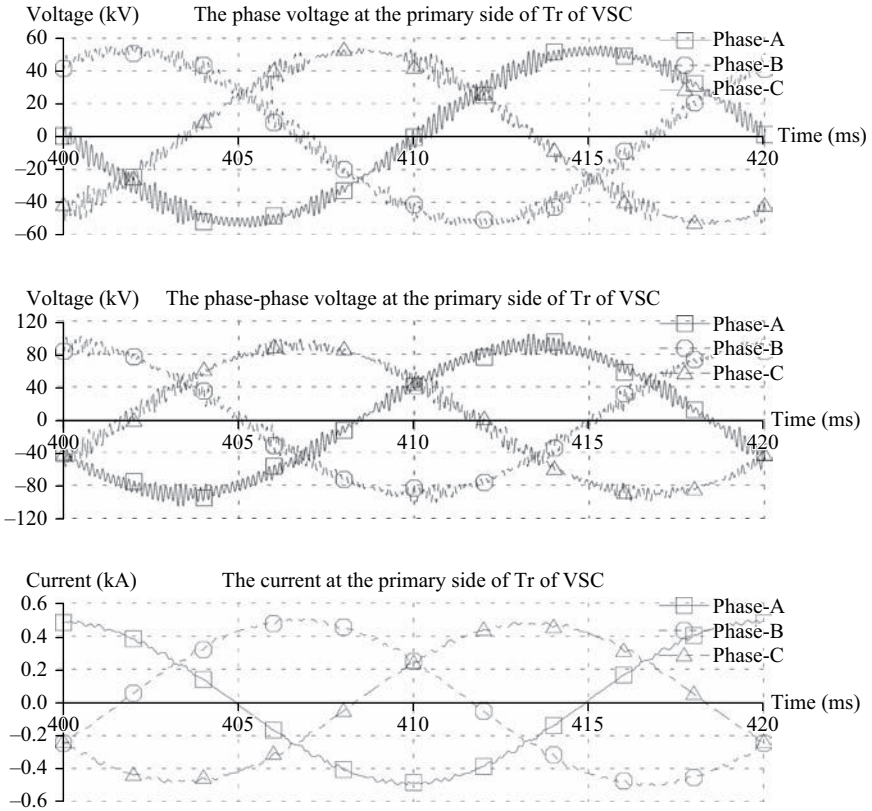 Voltage (kV) The phase voltage at the primary side of Tr of VSC
60
40
20
0
–20
–40
–60
400 405 410 415 420
Time (ms)
Phase-A
Phase-B
Phase-C
Voltage (kV) The phase-phase voltage at the primary side of Tr of VSC
120
80
40
0
–40
–80
–120
400 405 410 415 420
Time (ms)
Phase-A
Phase-B
Phase-C
Current (kA) The current at the primary side of Tr of VSC
0.6
0.4
0.2
0.0
–0.2
–0.4
–0.6
400 405 410 415 420
Time (ms)
Phase-A
Phase-B
Phase-C